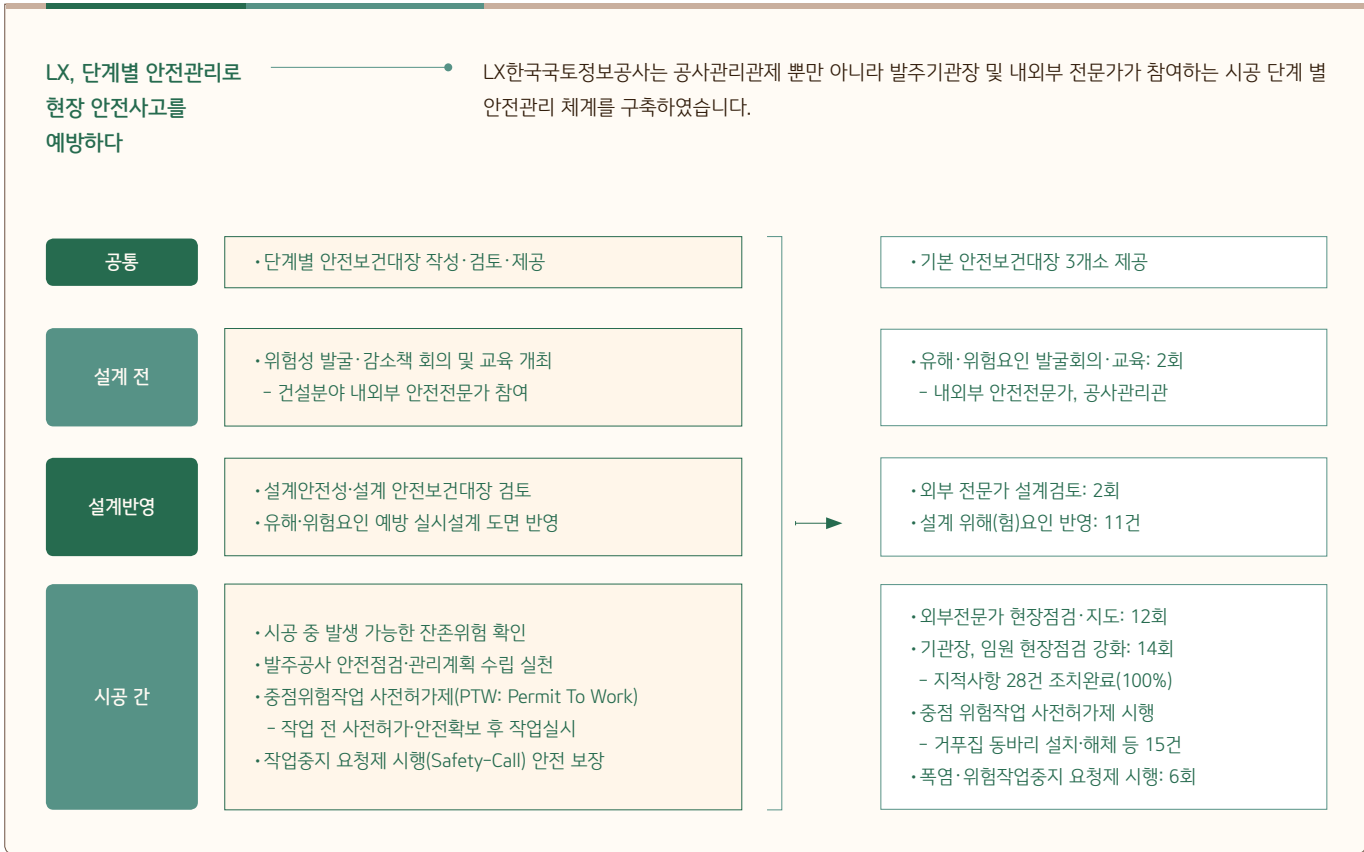 LX, 단계별 안전관리로
현장 안전사고를
예방하다
LX한국국토정보공사는 공사관리관제 뿐만 아니라 발주기관장 및 내외부 전문가가 참여하는 시공 단계 별
안전관리 체계를 구축하였습니다.
공통
• 단계별 안전보건대장 작성·검토·제공
• 기본 안전보건대장 3개소 제공
설계 전
• 위험성 발굴·감소책 회의 및 교육 개최
- 건설분야 내외부 안전전문가 참여
• 유해·위험요인 발굴회의·교육: 2회
- 내외부 안전전문가, 공사관리관
설계반영
• 설계안전성·설계 안전보건대장 검토
• 유해·위험요인 예방 실시설계 도면 반영
• 외부 전문가 설계검토: 2회
• 설계 위해(험)요인 반영: 11건
시공 간
• 시공 중 발생 가능한 잔존위험 확인
• 발주공사 안전점검·관리계획 수립 실천
• 중점위험작업 사전허가제(PTW: Permit To Work)
- 작업 전 사전허가·안전확보 후 작업실시
• 작업중지 요청제 시행(Safety-Call) 안전 보장
• 외부전문가 현장점검·지도: 12회
• 기관장, 임원 현장점검 강화: 14회
- 지적사항 28건 조치완료(100%)
• 중점 위험작업 사전허가제 시행
- 거푸집 동바리 설치·해체 등 15건
• 폭염·위험작업중지 요청제 시행: 6회